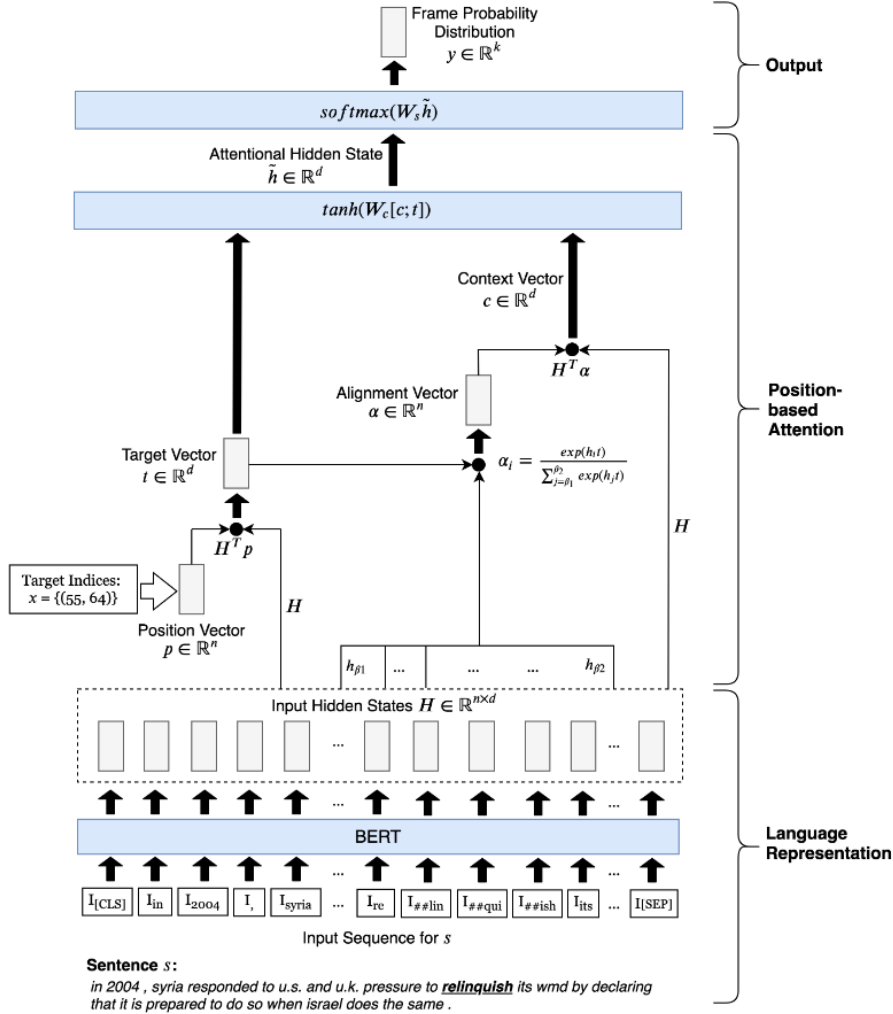 Frame Probability
Distribution
y ∈ ℝ^k
Output
softmax(W_s h̃)
Attentional Hidden State
h̃ ∈ ℝ^d
tanh(W_c[c; t])
Context Vector
c ∈ ℝ^d
H^T α
Alignment Vector
α ∈ ℝ^n
Position-
based
Attention
Target Vector
t ∈ ℝ^d
α_i = exp(h_i t) / ∑_{j=β_1}^{β_2} exp(h_j t)
H^T p
H
Target Indices:
x = {(55, 64)}
H
Position Vector
p ∈ ℝ^n
h_{β1} ... ... ... h_{β2}
Input Hidden States H ∈ ℝ^{n×d}
... ...
... ...
BERT
Language
Representation
... ...
I_[CLS] I_in I_2004 I_, I_syria ... I_re I_##lin I_##qui I_##ish I_its ... I_[SEP]
Input Sequence for s
Sentence s:
in 2004 , syria responded to u.s. and u.k. pressure to relinquish its wmd by declaring
that it is prepared to do so when israel does the same .